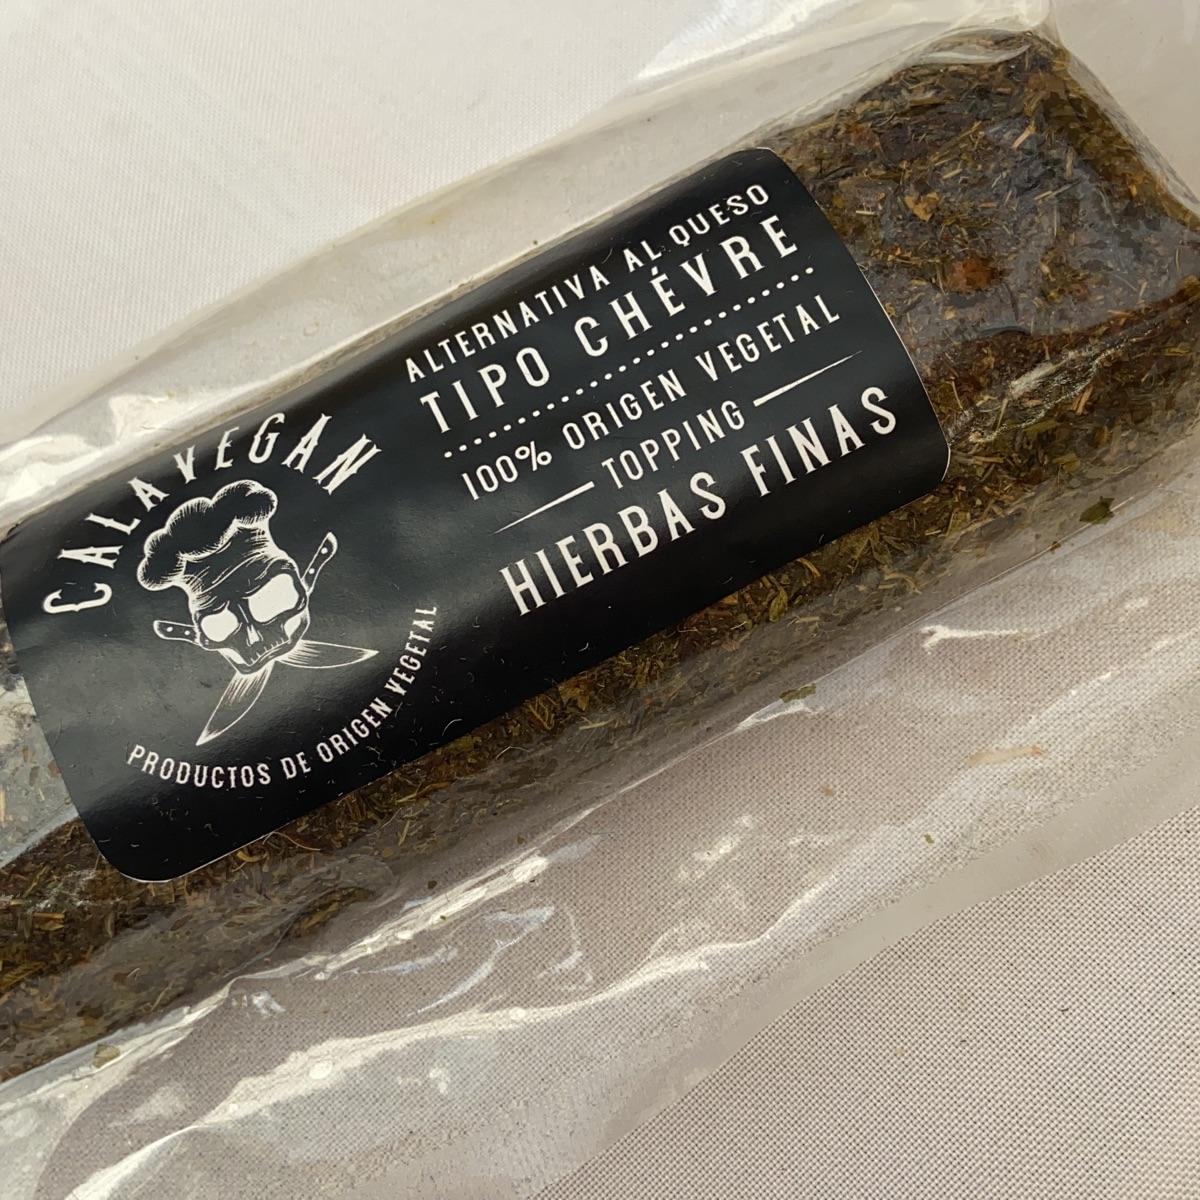 CALAVEGAN
PRODUCTOS DE ORIGEN VEGETAL
ALTERNATIVA AL QUESO
TIPO CHÉVRE
100% ORIGEN VEGETAL
TOPPING
HIERBAS FINAS